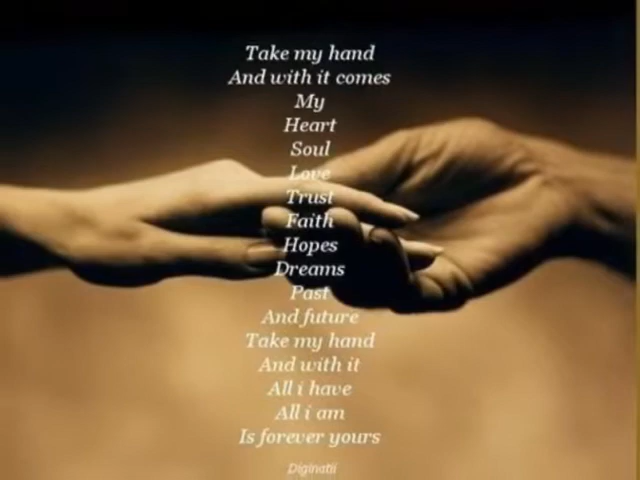 Take my hand
And with it comes
My
Heart
Soul
Love
Trust
Faith
Hopes
Dreams
Past
And future
Take my hand
And with it
All i have
All i am
Is forever yours
Diginatii